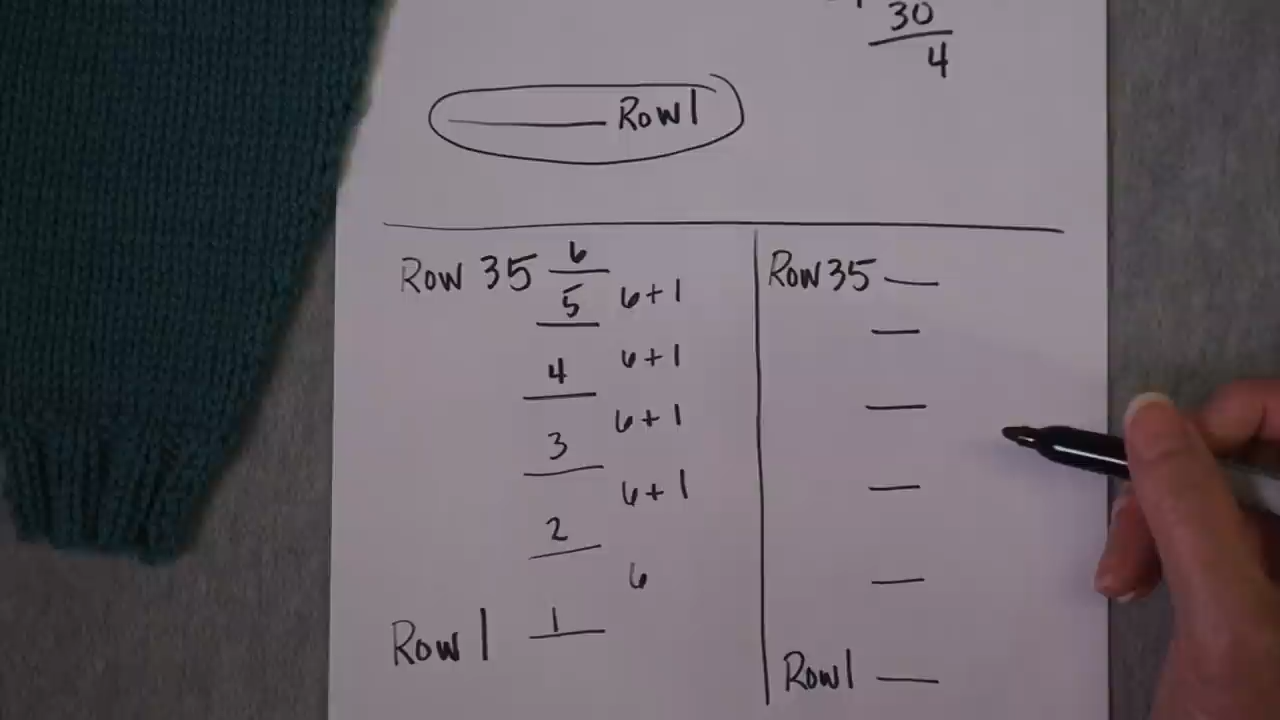 30
4
Row 1
Row 35 6
5 6+1
4 6+1
3 6+1
2 6+1
6
Row 1 1
Row 35
Row 1